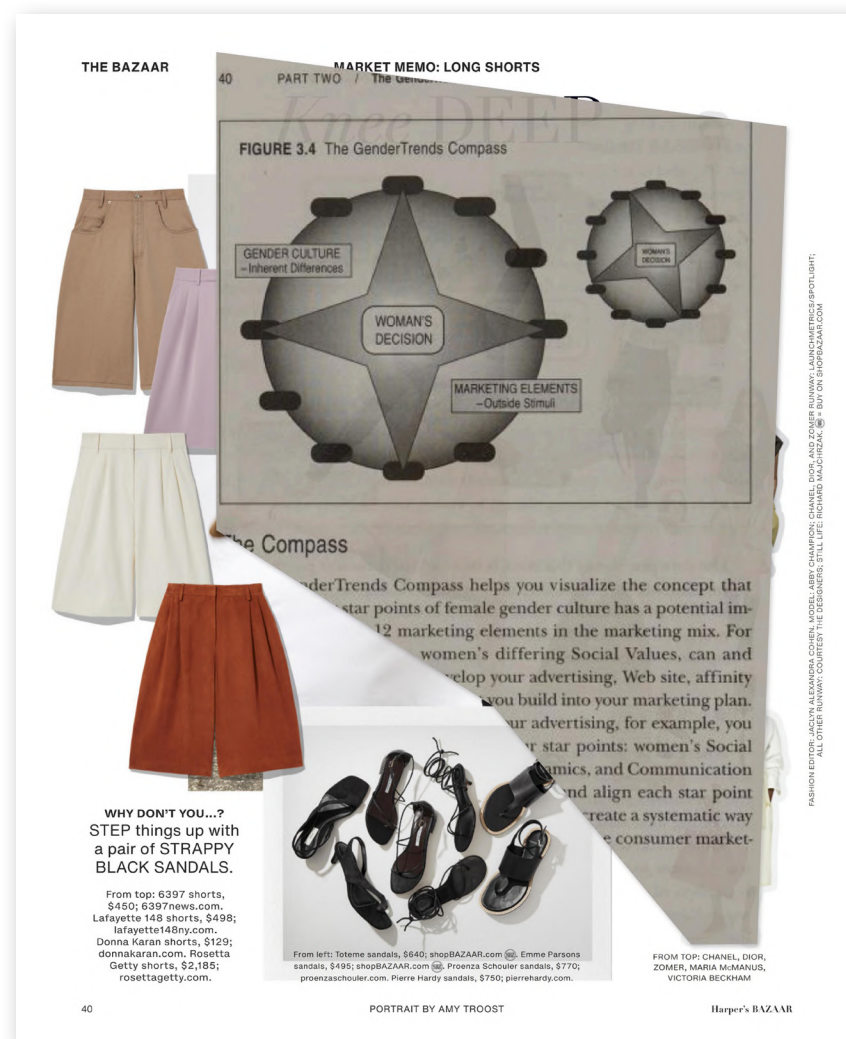 THE BAZAAR
MARKET MEMO: LONG SHORTS
40 PART TWO / The
Knee DEEP
FIGURE 3.4 The GenderTrends Compass
GENDER CULTURE
–Inherent Differences
WOMAN'S
DECISION
MARKETING ELEMENTS
–Outside Stimuli
WOMAN'S
DECISION
The Compass
nderTrends Compass helps you visualize the concept that
star points of female gender culture has a potential im-
12 marketing elements in the marketing mix. For
women's differing Social Values, can and
velop your advertising, Web site, affinity
you build into your marketing plan.
ur advertising, for example, you
r star points: women's Social
amics, and Communication
nd align each star point
create a systematic way
e consumer market-
WHY DON'T YOU...?
STEP things up with
a pair of STRAPPY
BLACK SANDALS.
From top: 6397 shorts,
$450; 6397news.com.
Lafayette 148 shorts, $498;
lafayette148ny.com.
Donna Karan shorts, $129;
donnakaran.com. Rosetta
Getty shorts, $2,185;
rosettagetty.com.
From left: Toteme sandals, $640; shopBAZAAR.com. Emme Parsons
sandals, $495; shopBAZAAR.com. Proenza Schouler sandals, $770;
proenzaschouler.com. Pierre Hardy sandals, $750; pierrehardy.com.
FROM TOP: CHANEL, DIOR,
ZOMER, MARIA McMANUS,
VICTORIA BECKHAM
FASHION EDITOR: JACLYN ALEXANDRA COHEN. MODEL: ABBY CHAMPION; CHANEL, DIOR, AND ZOMER RUNWAY: LAUNCHMETRICS/SPOTLIGHT;
ALL OTHER RUNWAY: COURTESY THE DESIGNERS; STILL LIFE: RICHARD MAJCHRZAK. = BUY ON SHOPBAZAAR.COM
40
PORTRAIT BY AMY TROOST
Harper's BAZAAR